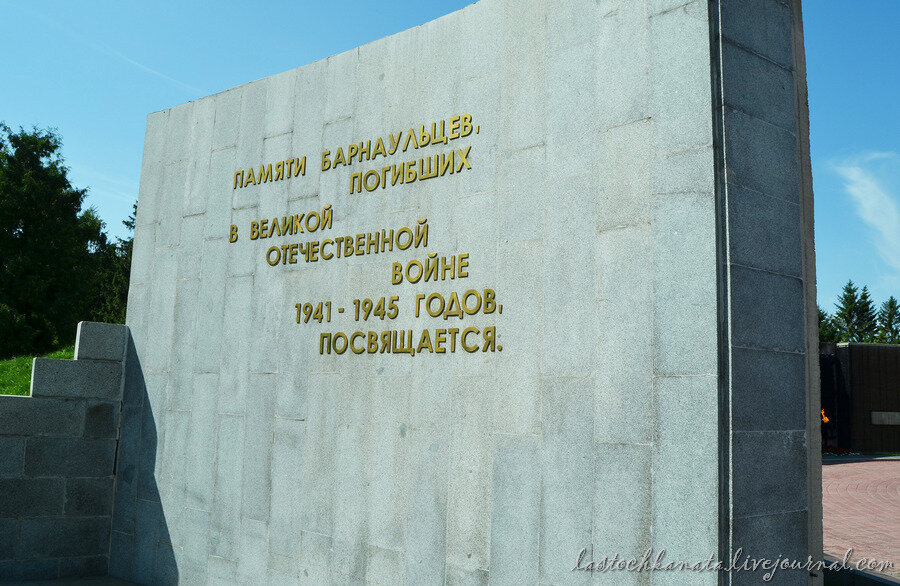 ПАМЯТИ БАРНАУЛЬЦЕВ,
ПОГИБШИХ
В ВЕЛИКОЙ
ОТЕЧЕСТВЕННОЙ
ВОЙНЕ
1941-1945 ГОДОВ,
ПОСВЯЩАЕТСЯ.
lastochkanata.livejournal.com